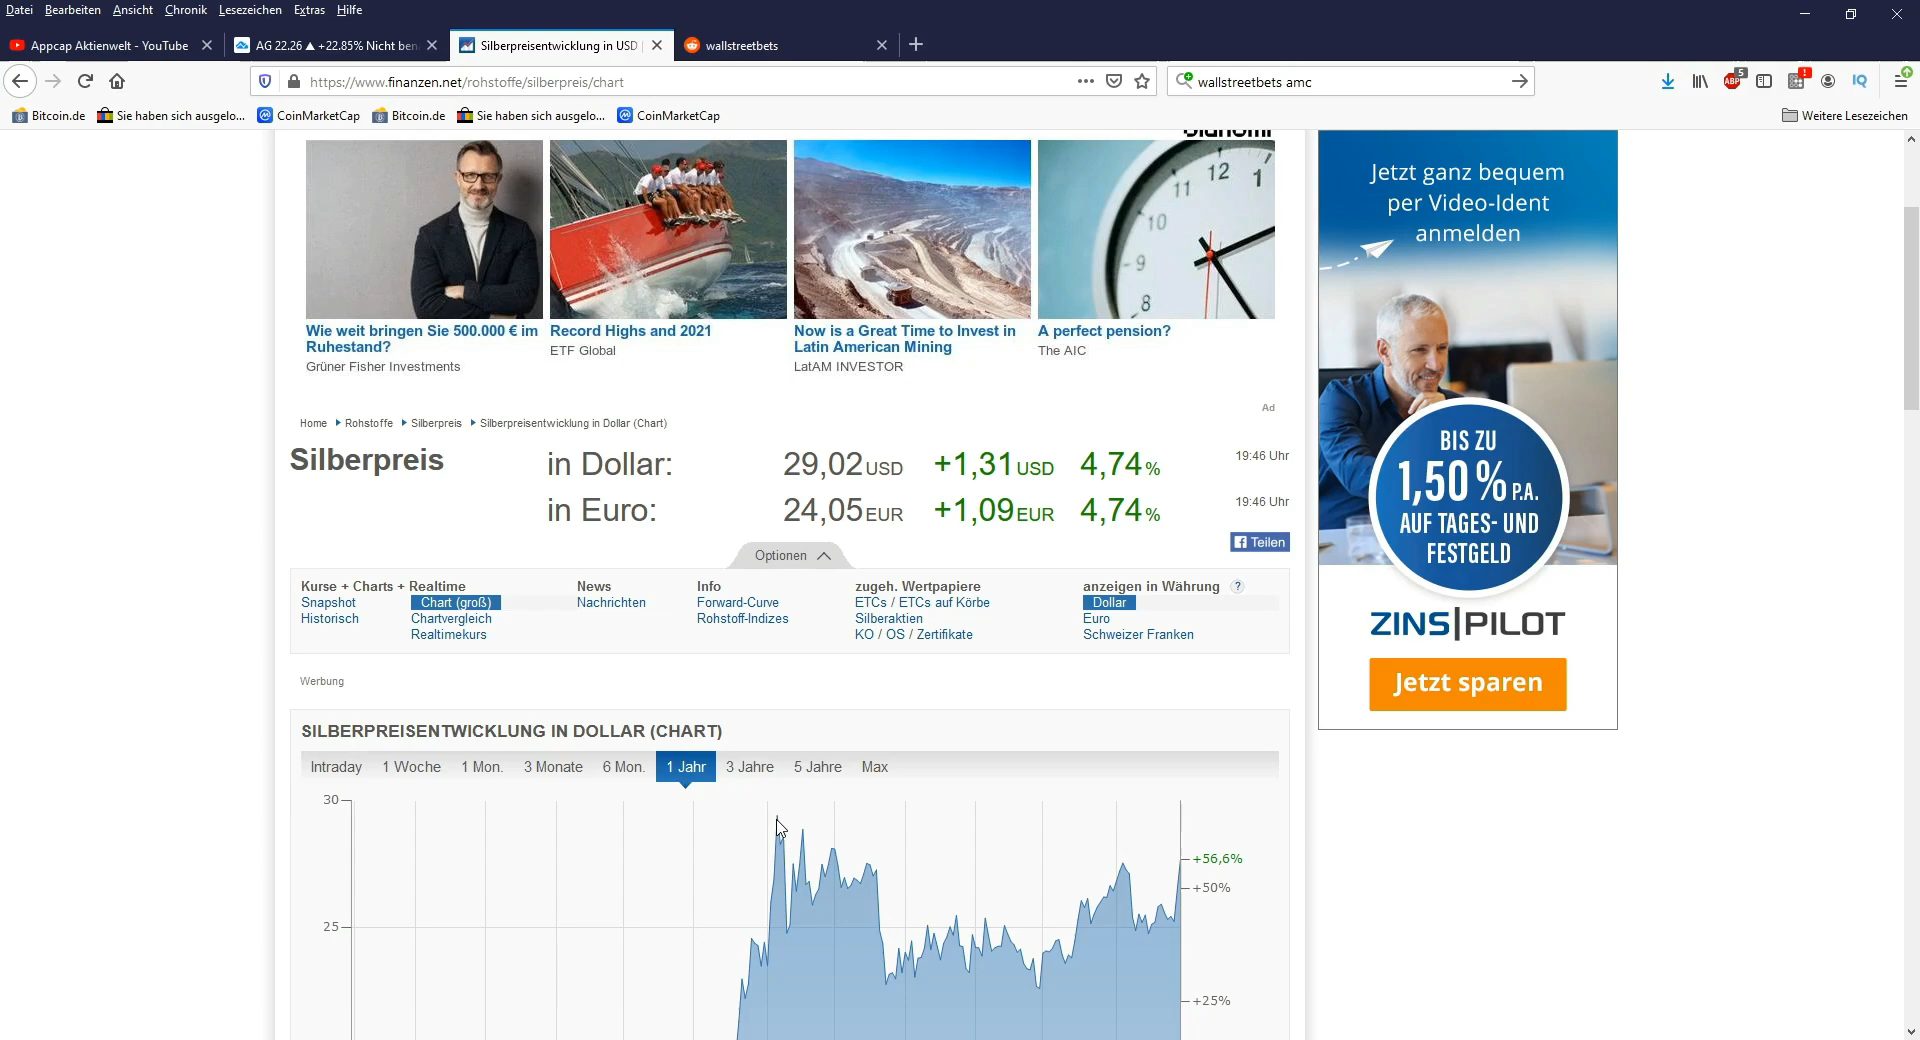 Datei Bearbeiten Ansicht Chronik Lesezeichen Extras Hilfe
Appcap Aktienwelt - YouTube
AG 22.26 ▲ +22.85% Nicht ben
Silberpreisentwicklung in USD |
wallstreetbets
https://www.finanzen.net/rohstoffe/silberpreis/chart
wallstreetbets amc
ABP 5
!
IQ
Bitcoin.de Sie haben sich ausgelo... CoinMarketCap Bitcoin.de Sie haben sich ausgelo... CoinMarketCap Weitere Lesezeichen
12
11 1
10
9
8
Wie weit bringen Sie 500.000 € im
Ruhestand?
Grüner Fisher Investments
Record Highs and 2021
ETF Global
Now is a Great Time to Invest in
Latin American Mining
LatAM INVESTOR
A perfect pension?
The AIC
Ad
Home Rohstoffe Silberpreis Silberpreisentwicklung in Dollar (Chart)
Silberpreis in Dollar: 29,02 USD +1,31 USD 4,74 % 19:46 Uhr
in Euro: 24,05 EUR +1,09 EUR 4,74 % 19:46 Uhr
Teilen
Optionen
Kurse + Charts + Realtime News Info zugeh. Wertpapiere anzeigen in Währung ?
Snapshot Chart (groß) Nachrichten Forward-Curve ETCs / ETCs auf Körbe Dollar
Historisch Chartvergleich Rohstoff-Indizes Silberaktien Euro
Realtimekurs KO / OS / Zertifikate Schweizer Franken
Werbung
SILBERPREISENTWICKLUNG IN DOLLAR (CHART)
Intraday 1 Woche 1 Mon. 3 Monate 6 Mon. 1 Jahr 3 Jahre 5 Jahre Max
30
25
+56,6%
+50%
+25%
Jetzt ganz bequem
per Video-Ident
anmelden
BIS ZU
1,50 % P.A.
AUF TAGES- UND
FESTGELD
ZINS|PILOT
Jetzt sparen